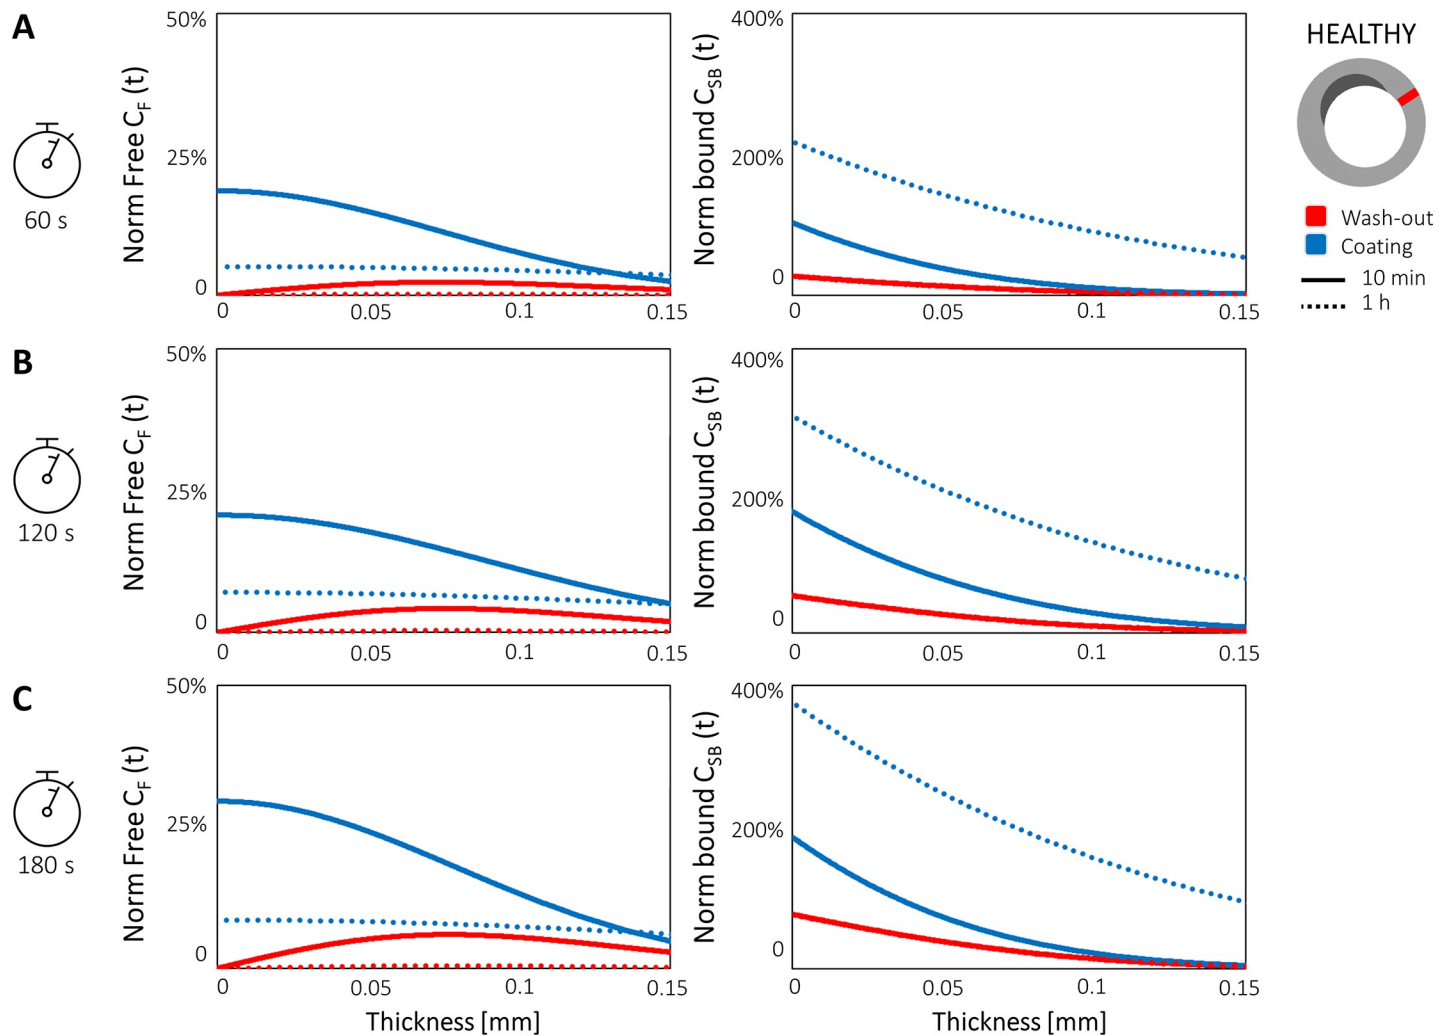 A
60 s
Norm Free C_F (t)
50%
25%
0
0 0.05 0.1 0.15
Norm bound C_SB (t)
400%
200%
0
0 0.05 0.1 0.15
HEALTHY
Wash-out
Coating
10 min
1 h
B
120 s
Norm Free C_F (t)
50%
25%
0
0 0.05 0.1 0.15
Norm bound C_SB (t)
400%
200%
0
0 0.05 0.1 0.15
C
180 s
Norm Free C_F (t)
50%
25%
0
0 0.05 0.1 0.15
Thickness [mm]
Norm bound C_SB (t)
400%
200%
0
0 0.05 0.1 0.15
Thickness [mm]